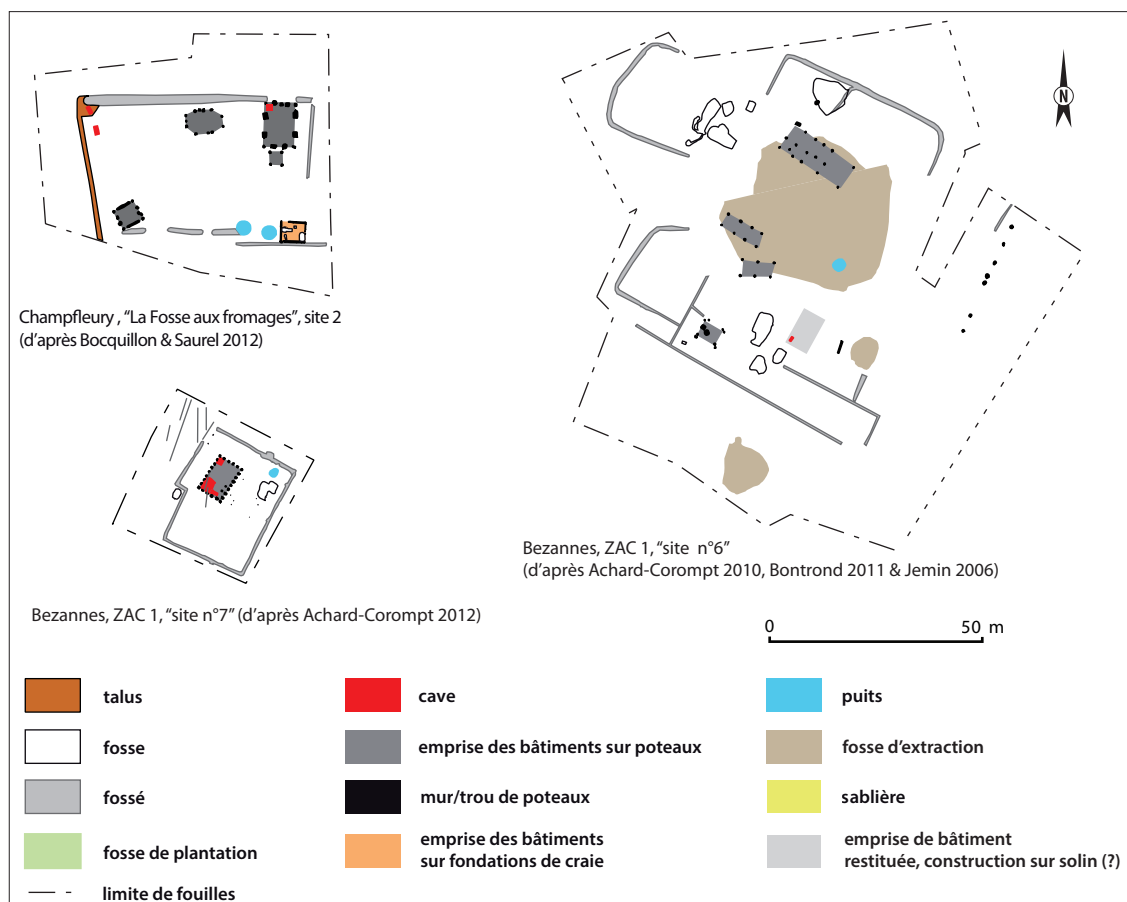 N
Champfleury , “La Fosse aux fromages”, site 2
(d’après Bocquillon & Saurel 2012)
Bezannes, ZAC 1, “site n°6”
(d’après Achard-Corompt 2010, Bontrond 2011 & Jemin 2006)
Bezannes, ZAC 1, “site n°7” (d’après Achard-Corompt 2012)
0 50 m
talus
cave
puits
fosse
emprise des bâtiments sur poteaux
fosse d’extraction
fossé
mur/trou de poteaux
sablière
fosse de plantation
emprise des bâtiments
sur fondations de craie
emprise de bâtiment
restituée, construction sur solin (?)
limite de fouilles